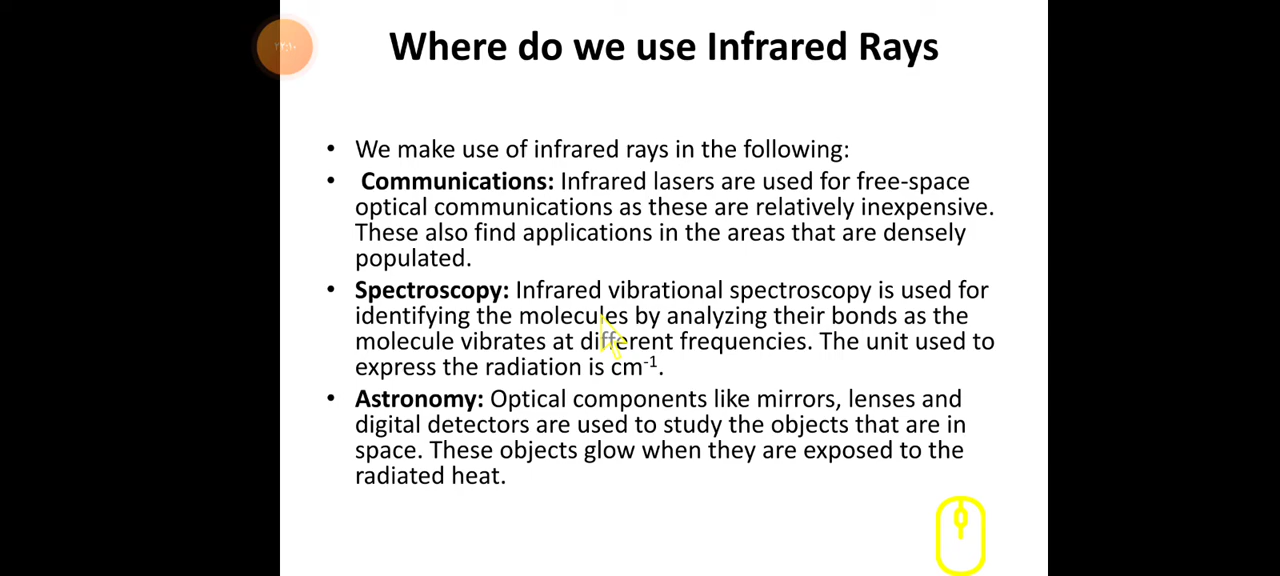 ٢٢:١٠
Where do we use Infrared Rays
• We make use of infrared rays in the following:
• Communications: Infrared lasers are used for free-space
optical communications as these are relatively inexpensive.
These also find applications in the areas that are densely
populated.
• Spectroscopy: Infrared vibrational spectroscopy is used for
identifying the molecules by analyzing their bonds as the
molecule vibrates at different frequencies. The unit used to
express the radiation is cm⁻¹.
• Astronomy: Optical components like mirrors, lenses and
digital detectors are used to study the objects that are in
space. These objects glow when they are exposed to the
radiated heat.